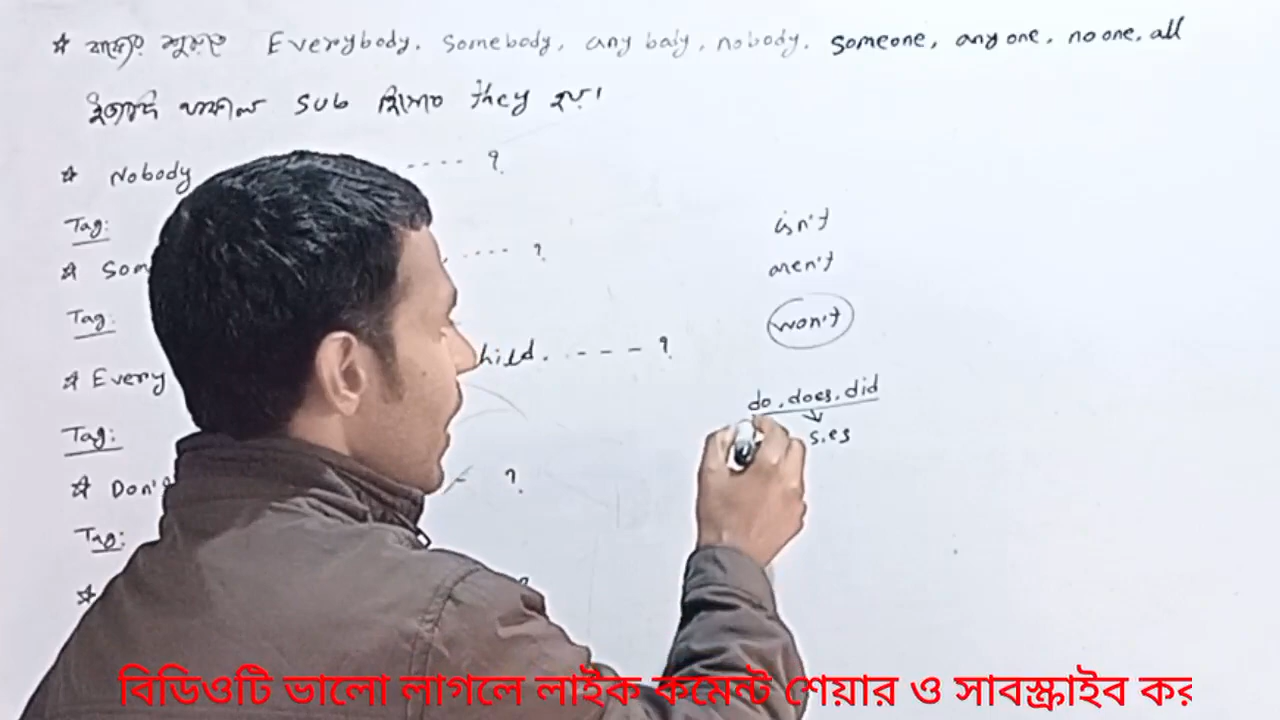 ☆ বাক্যের শুরুতে Everybody, Somebody, any body, nobody, Someone, any one, no one, all
ইত্যাদি থাকলে Sub হিসেবে they হয়।
☆ Nobody ---- ?
Tag:
☆ Som ---- ?
Tag:
☆ Every hild. ---- ?
Tag:
☆ Don't ?
Tag:
☆ ?
isn't
aren't
won't
do, does, did
s, es
বিডিওটি ভালো লাগলে লাইক কমেন্ট শেয়ার ও সাবস্ক্রাইব কর